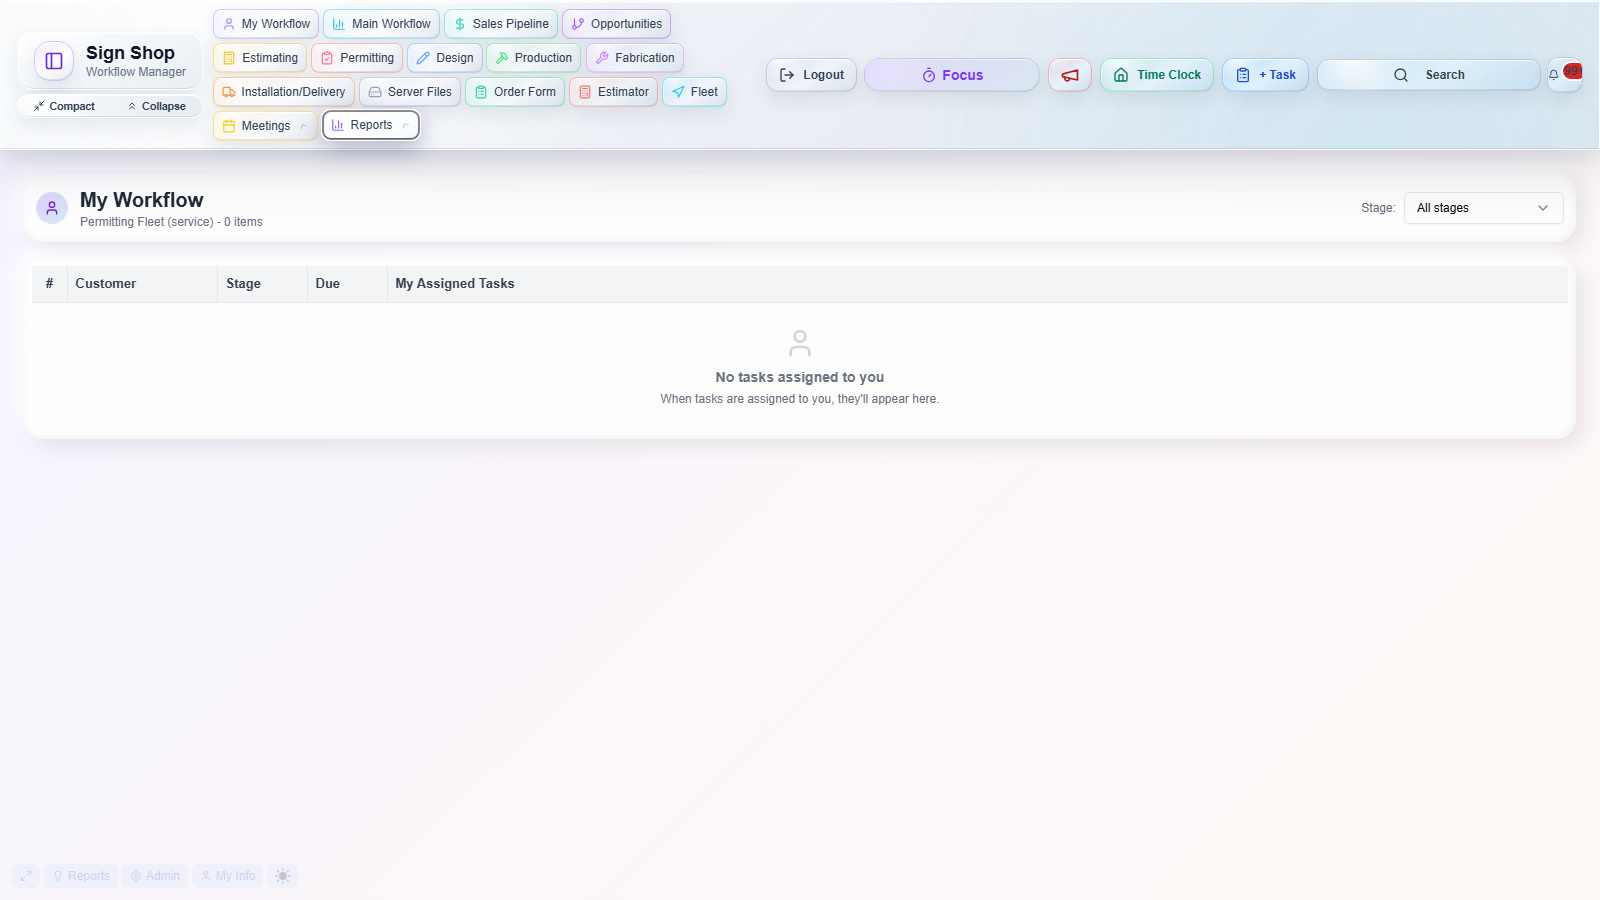 Sign Shop
Workflow Manager
Compact
Collapse
My Workflow
Main Workflow
Sales Pipeline
Opportunities
Estimating
Permitting
Design
Production
Fabrication
Installation/Delivery
Server Files
Order Form
Estimator
Fleet
Meetings
Reports
Logout
Focus
Time Clock
+ Task
Search
99+
My Workflow
Permitting Fleet (service) - 0 items
Stage:
All stages
#
Customer
Stage
Due
My Assigned Tasks
No tasks assigned to you
When tasks are assigned to you, they'll appear here.
Reports
Admin
My Info